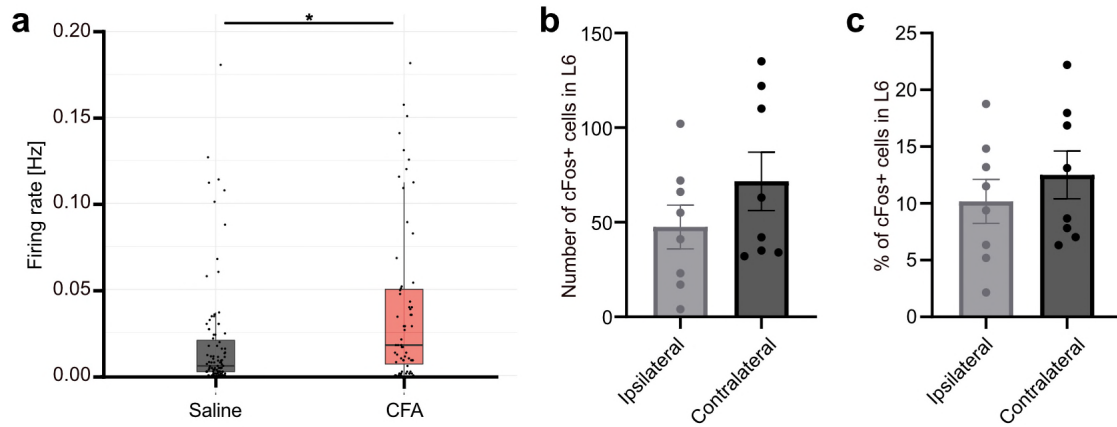 a
Firing rate [Hz]
0.20
0.15
0.10
0.05
0.00
*
Saline
CFA
b
Number of cFos+ cells in L6
150
100
50
0
Ipsilateral
Contralateral
c
% of cFos+ cells in L6
25
20
15
10
5
0
Ipsilateral
Contralateral